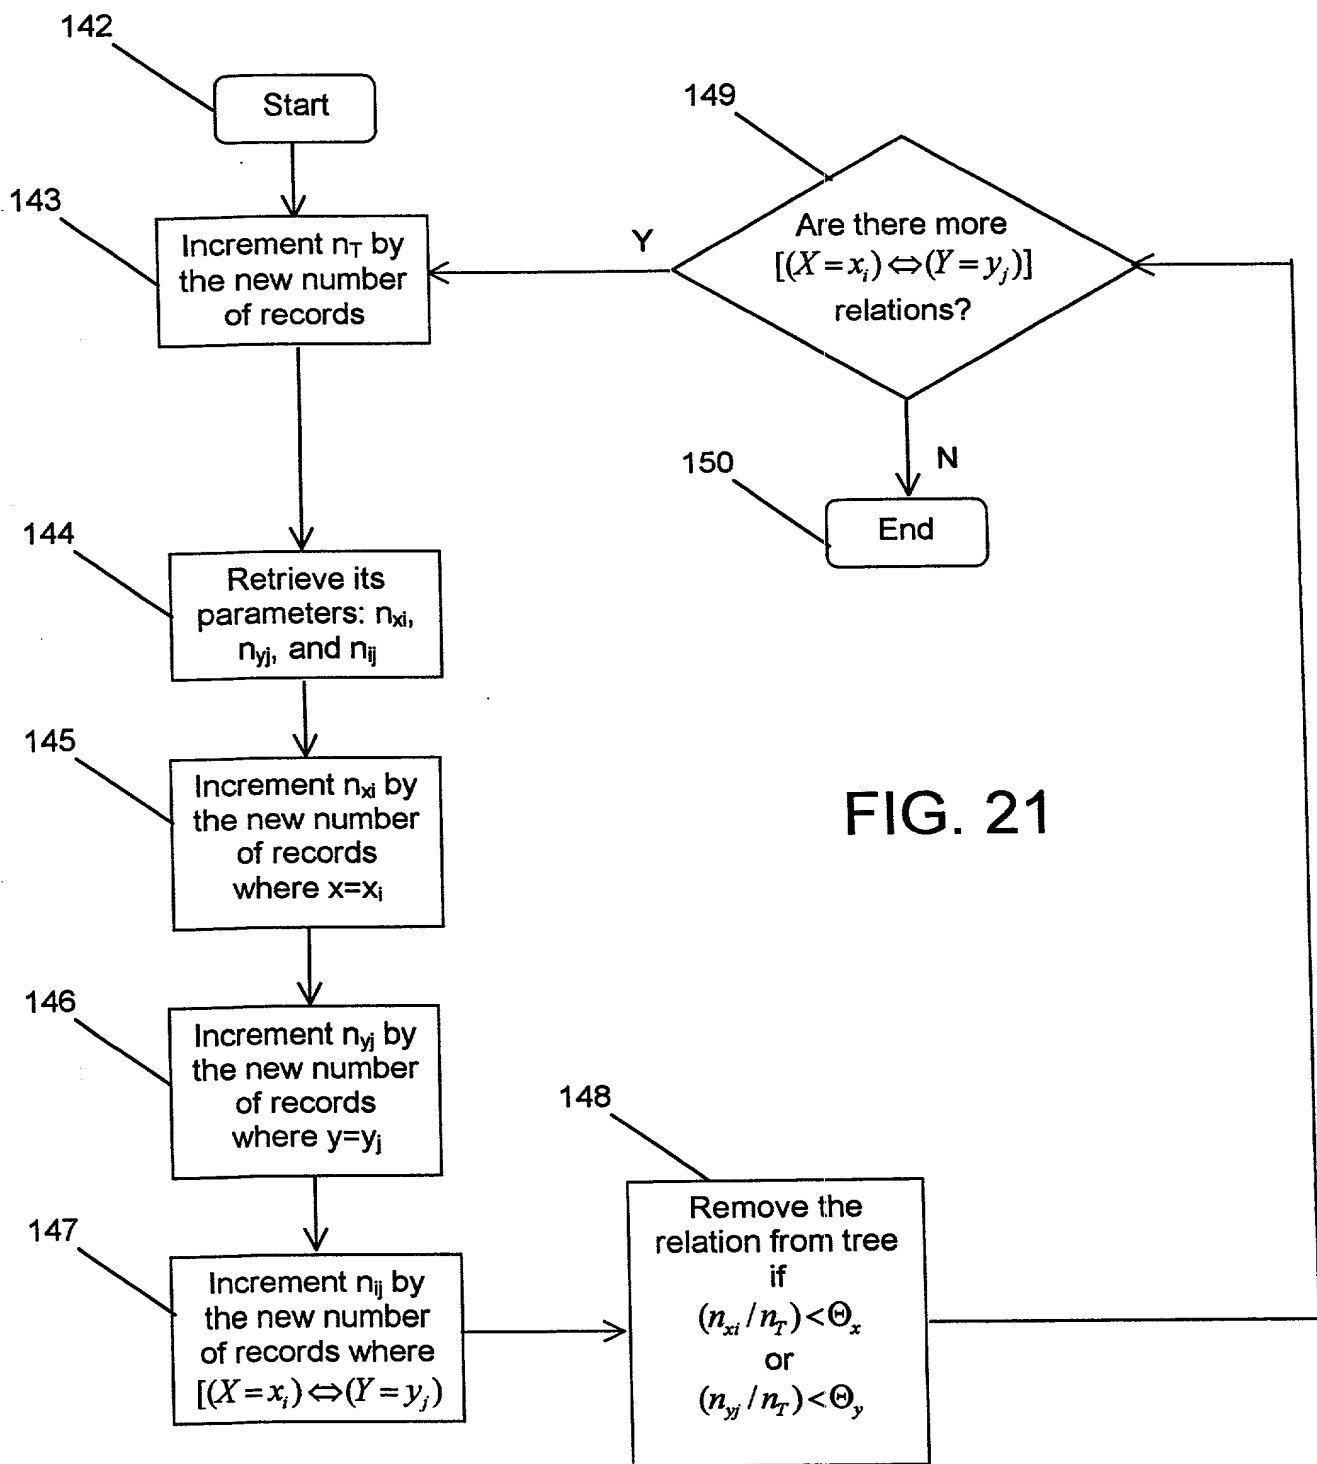 142
Start
143
Increment n_T by
the new number
of records
144
Retrieve its
parameters: n_xi,
n_yj, and n_ij
145
Increment n_xi by
the new number
of records
where x=x_i
146
Increment n_yj by
the new number
of records
where y=y_j
147
Increment n_ij by
the new number
of records where
[(X=x_i)⇔(Y=y_j)
148
Remove the
relation from tree
if
(n_xi/n_T)<Θ_x
or
(n_yj/n_T)<Θ_y
149
Are there more
[(X=x_i)⇔(Y=y_j)]
relations?
Y
N
150
End
FIG. 21